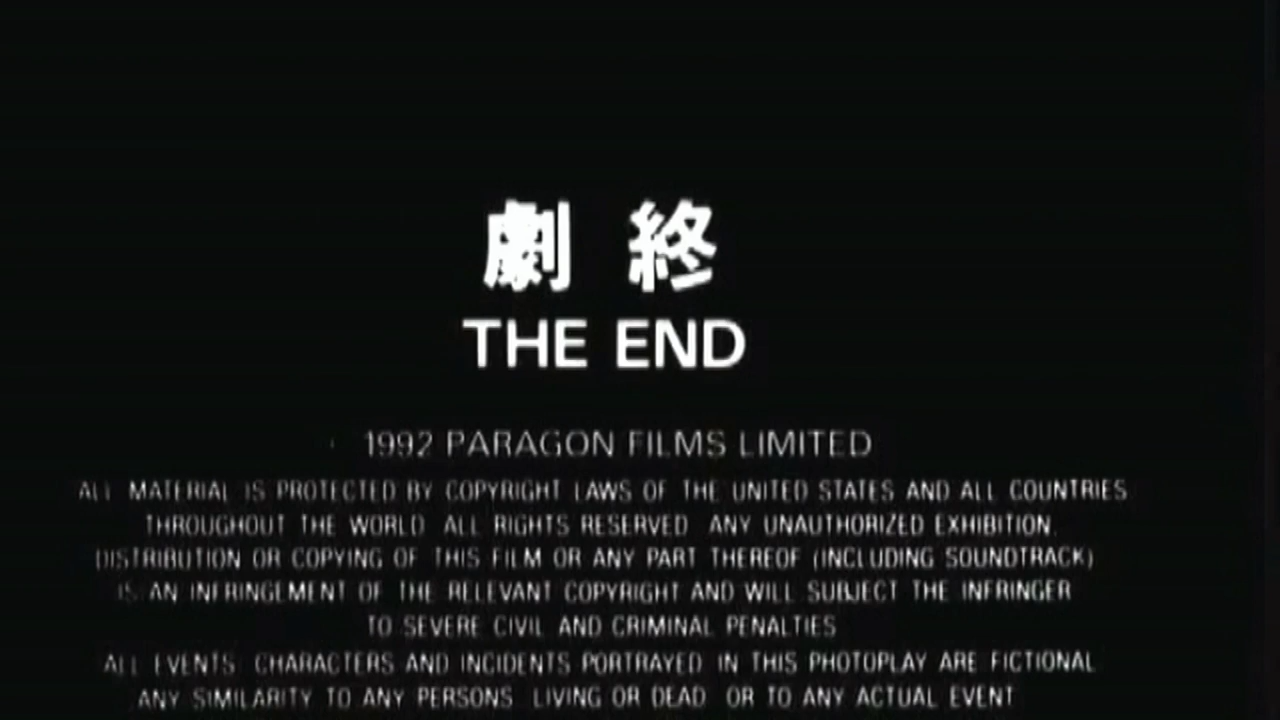 劇 終
THE END
1992 PARAGON FILMS LIMITED
ALL MATERIAL IS PROTECTED BY COPYRIGHT LAWS OF THE UNITED STATES AND ALL COUNTRIES
THROUGHOUT THE WORLD ALL RIGHTS RESERVED ANY UNAUTHORIZED EXHIBITION,
DISTRIBUTION OR COPYING OF THIS FILM OR ANY PART THEREOF (INCLUDING SOUNDTRACK)
IS AN INFRINGEMENT OF THE RELEVANT COPYRIGHT AND WILL SUBJECT THE INFRINGER
TO SEVERE CIVIL AND CRIMINAL PENALTIES
ALL EVENTS CHARACTERS AND INCIDENTS PORTRAYED IN THIS PHOTOPLAY ARE FICTIONAL
ANY SIMILARITY TO ANY PERSONS LIVING OR DEAD OR TO ANY ACTUAL EVENT